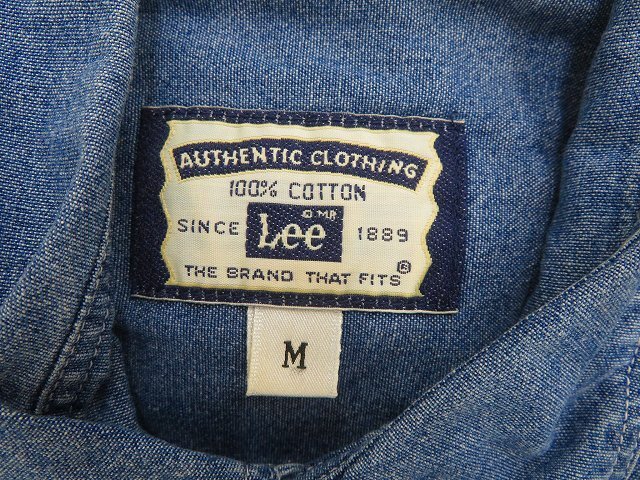 AUTHENTIC CLOTHING
100% COTTON
© M.R.
SINCE Lee 1889
THE BRAND THAT FITS ®
M